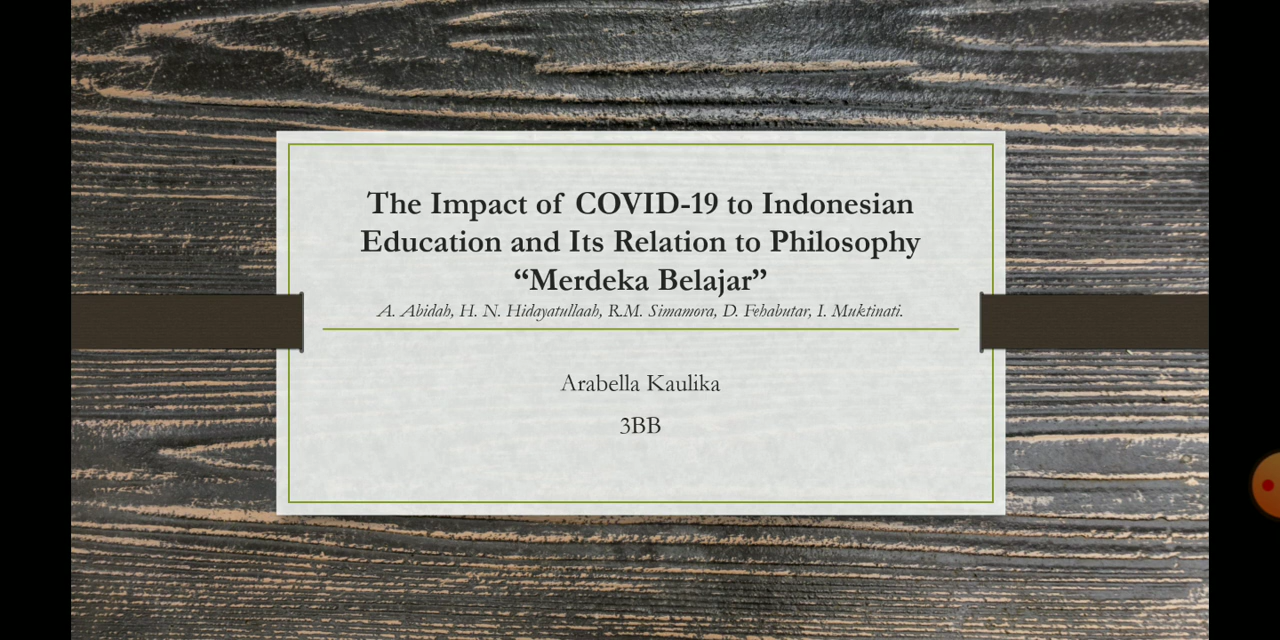 The Impact of COVID-19 to Indonesian
Education and Its Relation to Philosophy
“Merdeka Belajar”
A. Abidah, H. N. Hidayatullaah, R.M. Simamora, D. Fehabutar, I. Muktinati.
Arabella Kaulika
3BB